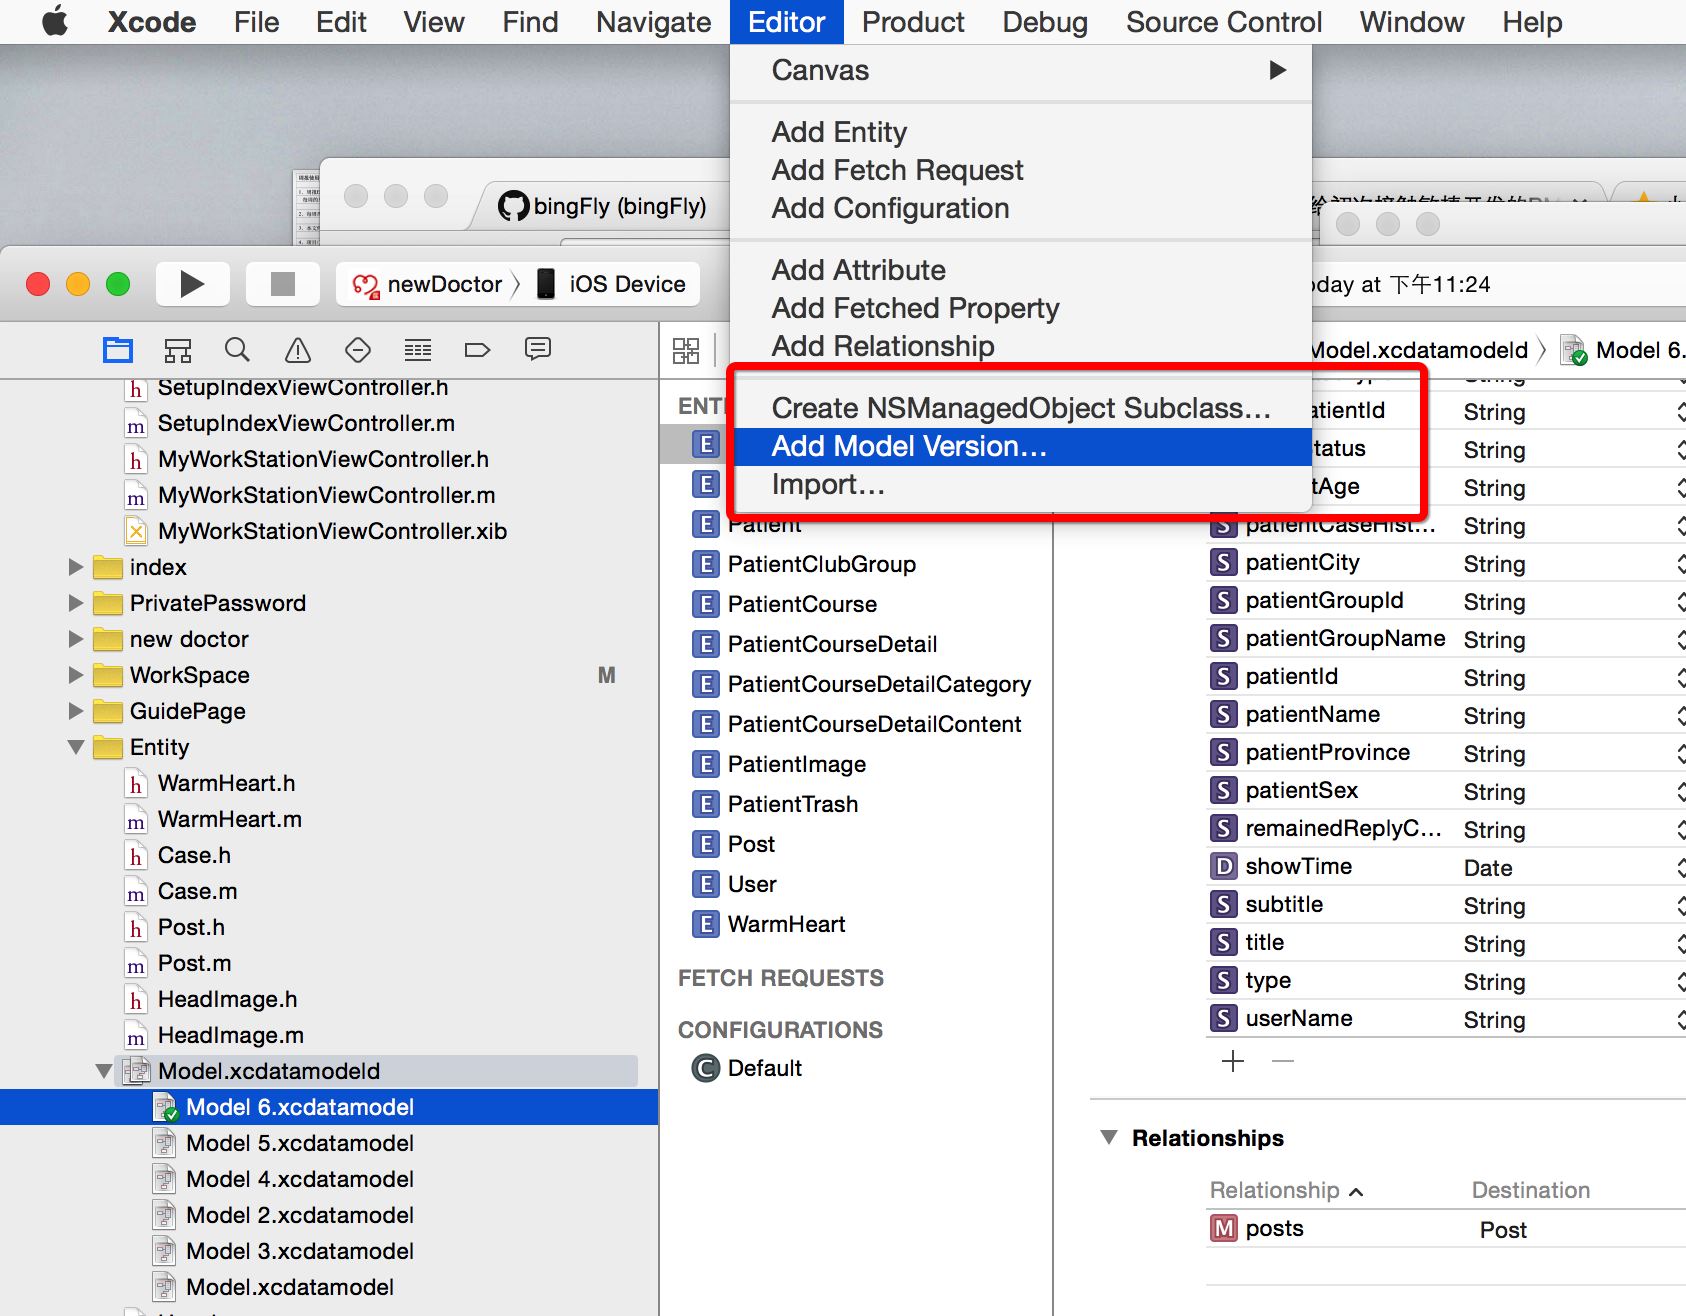 Xcode File Edit View Find Navigate Editor Product Debug Source Control Window Help
Canvas
Add Entity
Add Fetch Request
Add Configuration
Add Attribute
Add Fetched Property
Add Relationship
Create NSManagedObject Subclass...
Add Model Version...
Import...
bingFly (bingFly)
newDoctor
iOS Device
day at 下午11:24
Model.xcdatamodeld
Model 6.
SetupIndexViewController.h
SetupIndexViewController.m
MyWorkStationViewController.h
MyWorkStationViewController.m
MyWorkStationViewController.xib
index
PrivatePassword
new doctor
WorkSpace M
GuidePage
Entity
WarmHeart.h
WarmHeart.m
Case.h
Case.m
Post.h
Post.m
HeadImage.h
HeadImage.m
Model.xcdatamodeld
Model 6.xcdatamodel
Model 5.xcdatamodel
Model 4.xcdatamodel
Model 2.xcdatamodel
Model 3.xcdatamodel
Model.xcdatamodel
ENT
E
E
E Patient
E PatientClubGroup
E PatientCourse
E PatientCourseDetail
E PatientCourseDetailCategory
E PatientCourseDetailContent
E PatientImage
E PatientTrash
E Post
E User
E WarmHeart
FETCH REQUESTS
CONFIGURATIONS
C Default
String
atientId String
tatus String
tAge String
S patientCaseHist... String
S patientCity String
S patientGroupId String
S patientGroupName String
S patientId String
S patientName String
S patientProvince String
S patientSex String
S remainedReplyC... String
D showTime Date
S subtitle String
S title String
S type String
S userName String
Relationships
Relationship Destination
M posts Post